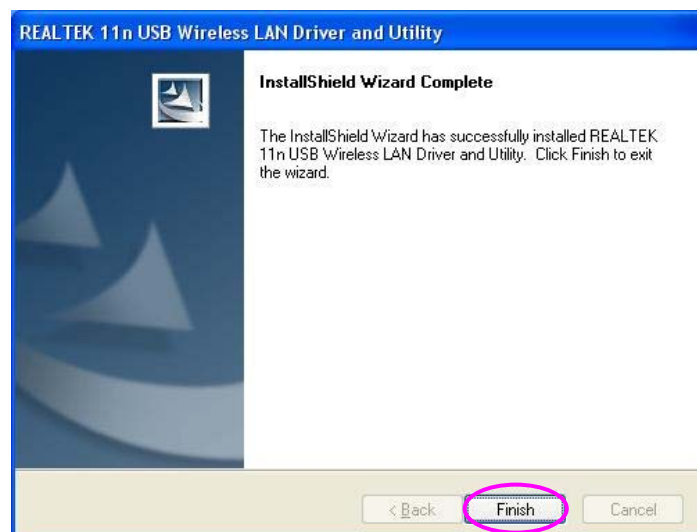 REALTEK 11n USB Wireless LAN Driver and Utility
InstallShield Wizard Complete
The InstallShield Wizard has successfully installed REALTEK
11n USB Wireless LAN Driver and Utility. Click Finish to exit
the wizard.
< Back Finish Cancel